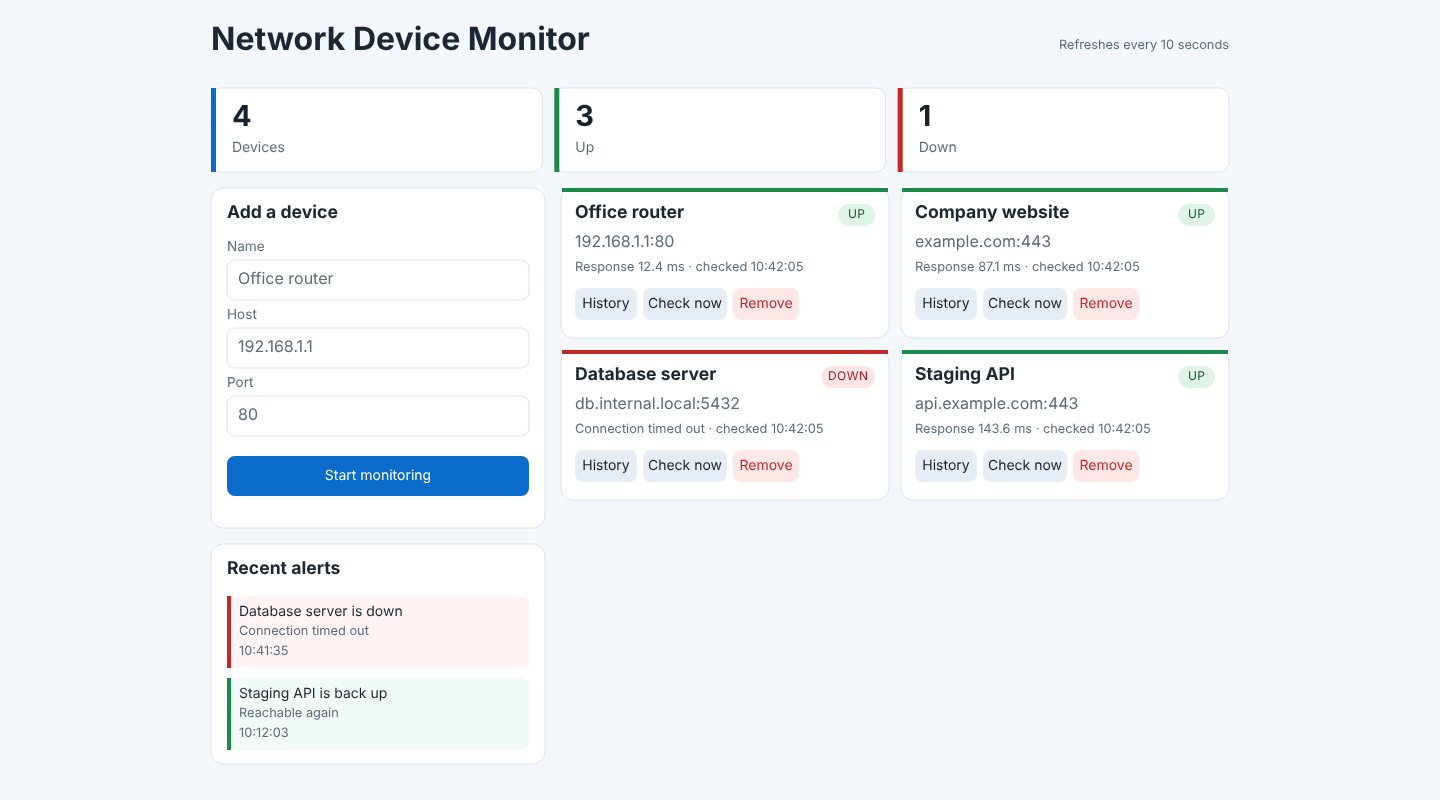 Network Device Monitor
Refreshes every 10 seconds
4
Devices
3
Up
1
Down
Add a device
Name
Office router
Host
192.168.1.1
Port
80
Start monitoring
Office router
UP
192.168.1.1:80
Response 12.4 ms · checked 10:42:05
History
Check now
Remove
Company website
UP
example.com:443
Response 87.1 ms · checked 10:42:05
History
Check now
Remove
Database server
DOWN
db.internal.local:5432
Connection timed out · checked 10:42:05
History
Check now
Remove
Staging API
UP
api.example.com:443
Response 143.6 ms · checked 10:42:05
History
Check now
Remove
Recent alerts
Database server is down
Connection timed out
10:41:35
Staging API is back up
Reachable again
10:12:03